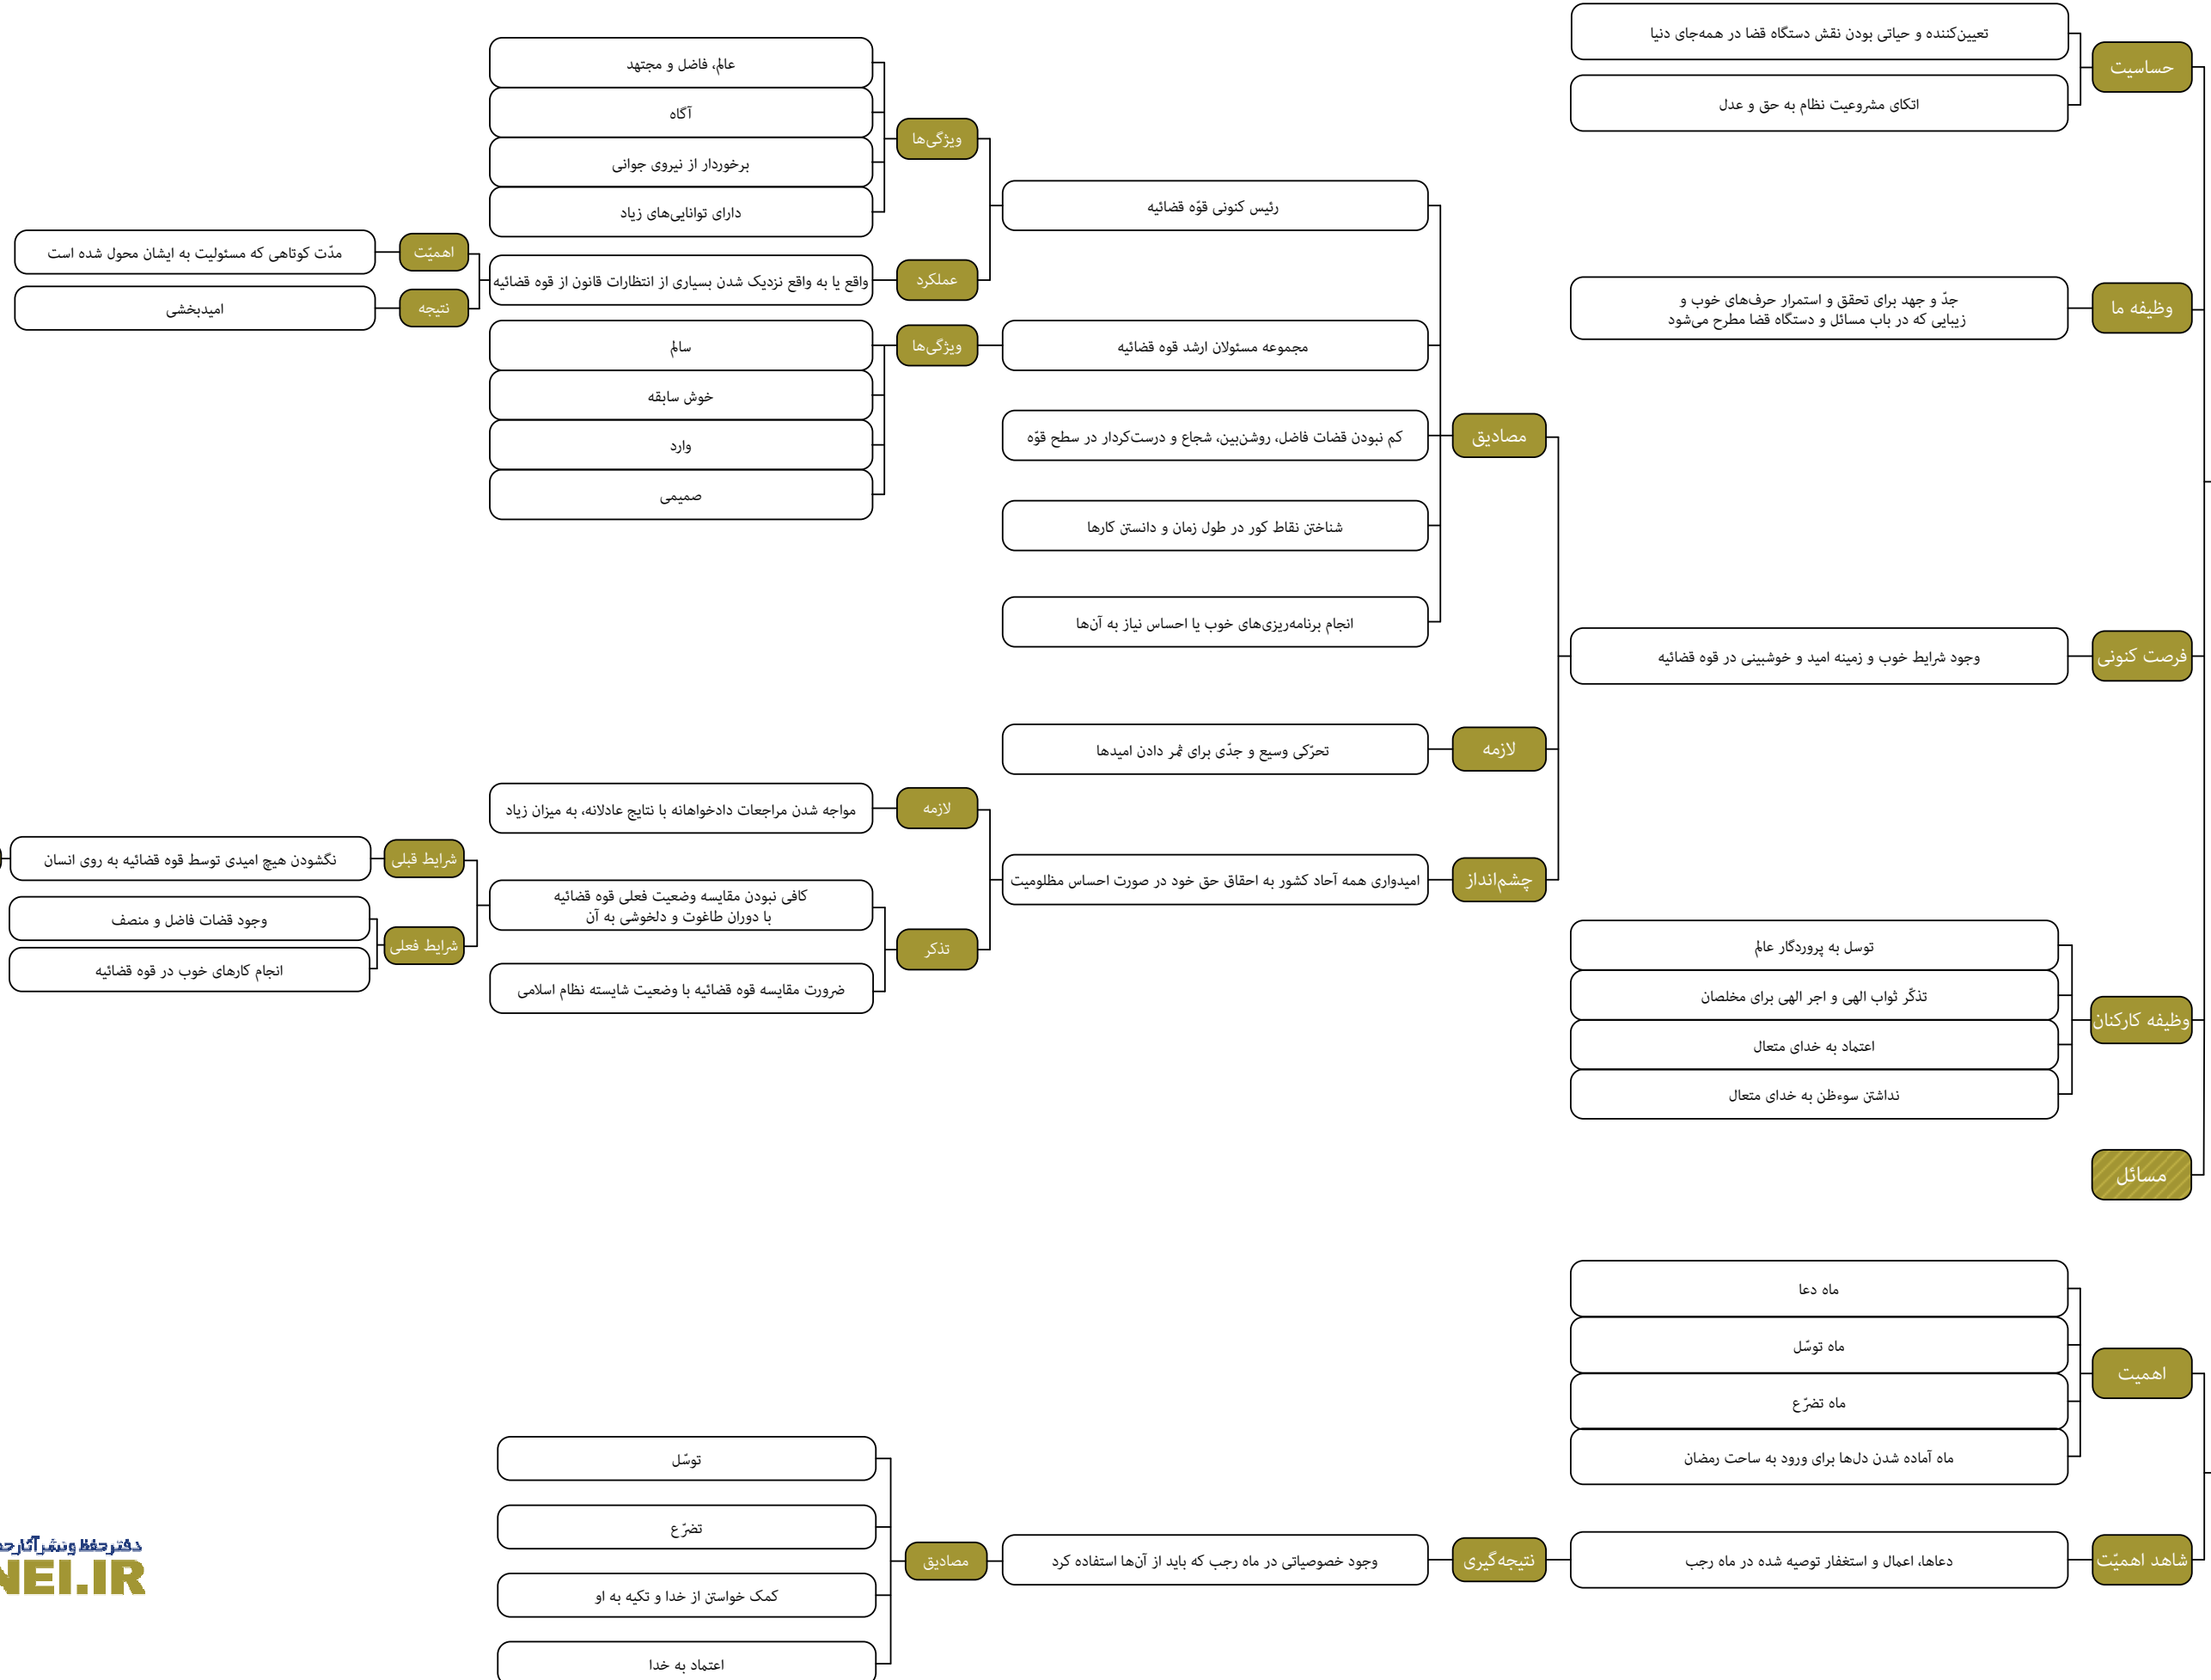 حساسیت
تعیین‌کننده و حیاتی بودن نقش دستگاه قضا در همه‌جای دنیا
اتکای مشروعیت نظام به حق و عدل
وظیفه ما
جدّ و جهد برای تحقق و استمرار حرف‌های خوب و
زیبایی که در باب مسائل و دستگاه قضا مطرح می‌شود
فرصت کنونی
وجود شرایط خوب و زمینه امید و خوشبینی در قوه قضائیه
مصادیق
رئیس کنونی قوّه قضائیه
ویژگی‌ها
عالم، فاضل و مجتهد
آگاه
برخوردار از نیروی جوانی
دارای توانایی‌های زیاد
عملکرد
واقع یا به واقع نزدیک شدن بسیاری از انتظارات قانون از قوه قضائیه
اهمیّت
مدّت کوتاهی که مسئولیت به ایشان محول شده است
نتیجه
امیدبخشی
مجموعه مسئولان ارشد قوه قضائیه
ویژگی‌ها
سالم
خوش سابقه
وارد
صمیمی
کم نبودن قضات فاضل، روشن‌بین، شجاع و درست‌کردار در سطح قوّه
شناختن نقاط کور در طول زمان و دانستن کارها
انجام برنامه‌ریزی‌های خوب یا احساس نیاز به آن‌ها
لازمه
تحرّکی وسیع و جدّی برای ثمر دادن امیدها
چشم‌انداز
امیدواری همه آحاد کشور به احقاق حق خود در صورت احساس مظلومیت
لازمه
مواجه شدن مراجعات دادخواهانه با نتایج عادلانه، به میزان زیاد
تذکر
کافی نبودن مقایسه وضعیت فعلی قوه قضائیه
با دوران طاغوت و دلخوشی به آن
شرایط قبلی
نگشودن هیچ امیدی توسط قوه قضائیه به روی انسان
شرایط فعلی
وجود قضات فاضل و منصف
انجام کارهای خوب در قوه قضائیه
ضرورت مقایسه قوه قضائیه با وضعیت شایسته نظام اسلامی
وظیفه کارکنان
توسل به پروردگار عالم
تذکّر ثواب الهی و اجر الهی برای مخلصان
اعتماد به خدای متعال
نداشتن سوء‌ظن به خدای متعال
مسائل
اهمیت
ماه دعا
ماه توسّل
ماه تضرّع
ماه آماده شدن دل‌ها برای ورود به ساحت رمضان
شاهد اهمیّت
دعاها، اعمال و استغفار توصیه شده در ماه رجب
نتیجه‌گیری
وجود خصوصیاتی در ماه رجب که باید از آن‌ها استفاده کرد
مصادیق
توسّل
تضرّع
کمک خواستن از خدا و تکیه به او
اعتماد به خدا
دفتر حفظ و نشر آثار
NEI.IR